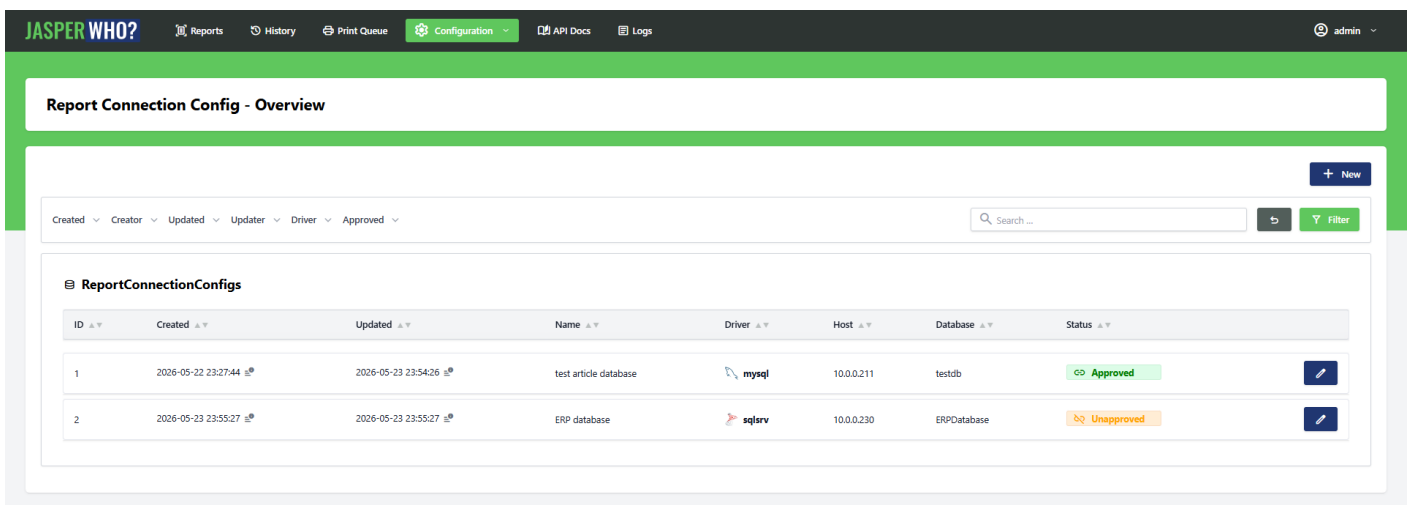 JASPER WHO? Reports History Print Queue Configuration API Docs Logs admin
Report Connection Config - Overview
+ New
Created Creator Updated Updater Driver Approved Search ... Filter
ReportConnectionConfigs
ID Created Updated Name Driver Host Database Status
1 2026-05-22 23:27:44 2026-05-23 23:54:26 test article database mysql 10.0.0.211 testdb Approved
2 2026-05-23 23:55:27 2026-05-23 23:55:27 ERP database sqlsrv 10.0.0.230 ERPDatabase Unapproved